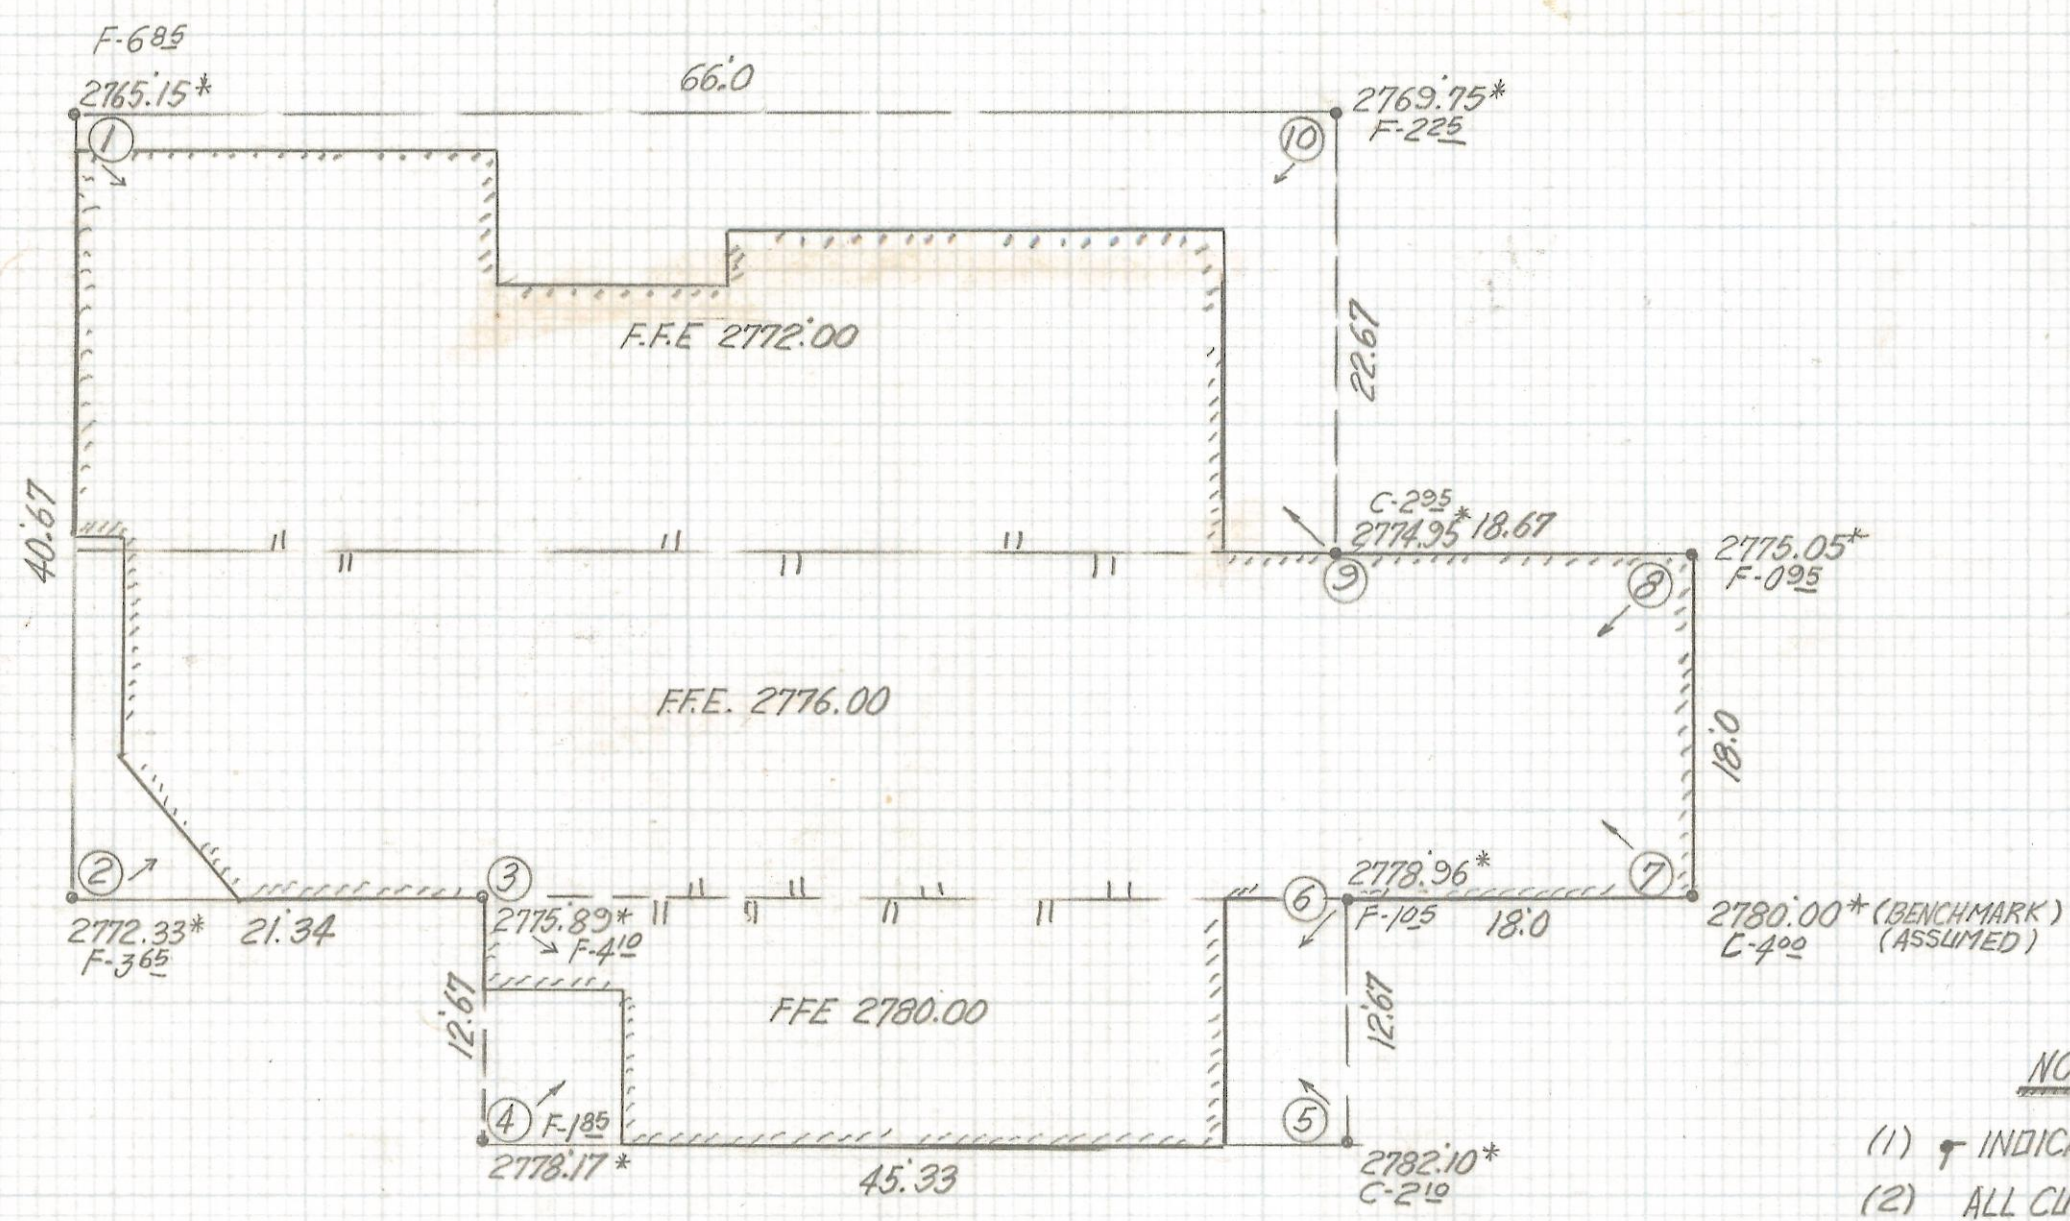 F-6 85
2765.15*
66.0
2769.75*
F-2 25
1
10
F.F.E 2772.00
22.67
40.67
C-2 95
2774.95* 18.67
2775.05*
F-0 95
9
8
F.F.E. 2776.00
18.0
2
3
6
7
2778.96*
2772.33*
F-3 65
21.34
2775.89*
F-4 10
F-1 05
18.0
2780.00* (BENCHMARK)
C-4 00
(ASSUMED)
12.67
FFE 2780.00
12.67
4
F-1 85
5
2778.17*
45.33
2782.10*
C-2 10
NO
(1) INDICA
(2) ALL CU